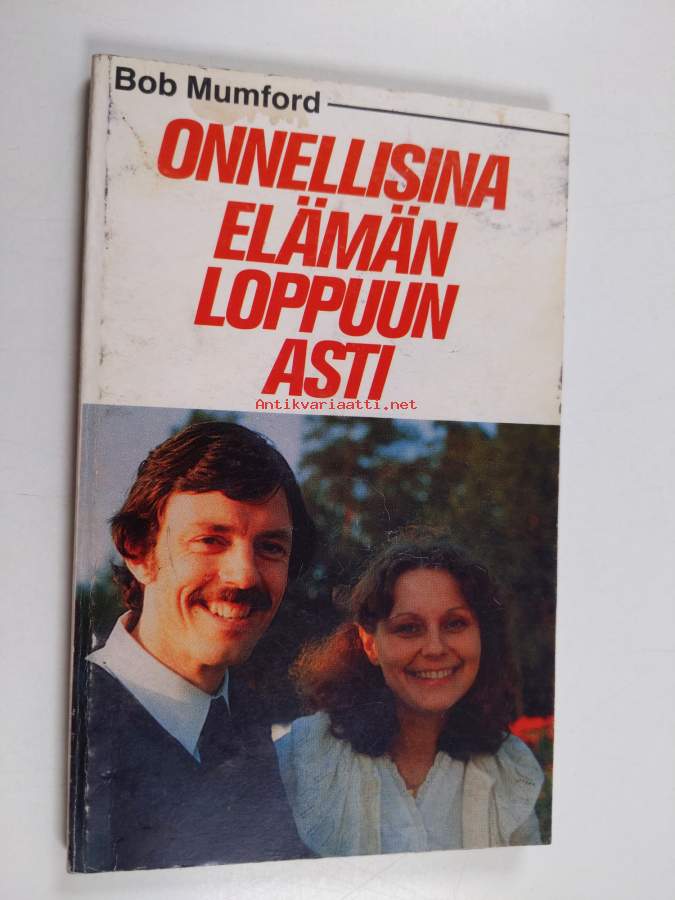 Bob Mumford
ONNELLISINA
ELÄMÄN
LOPPUUN
ASTI
Antikvariaatti.net